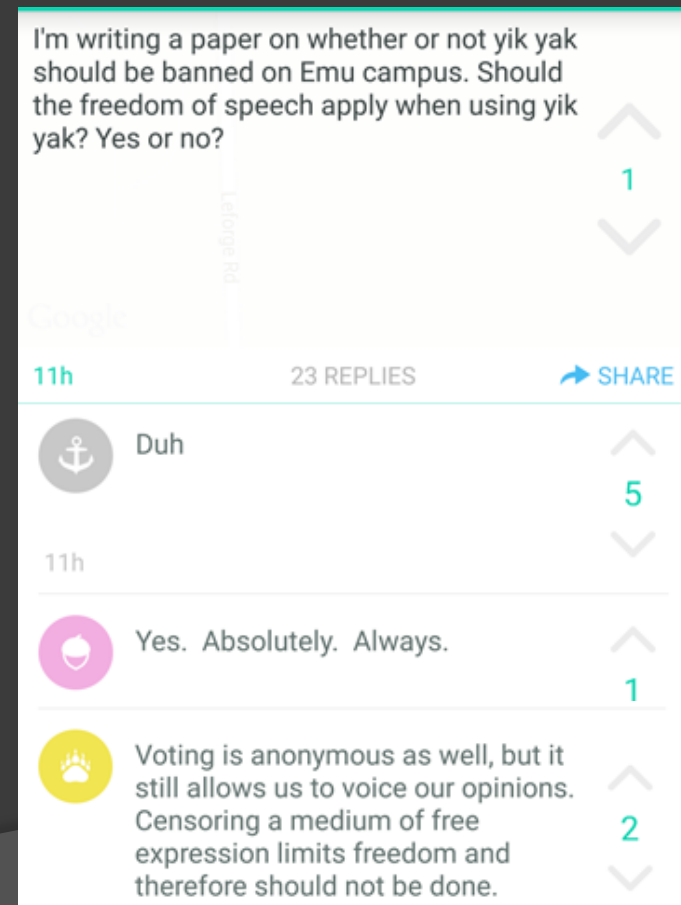 I'm writing a paper on whether or not yik yak
should be banned on Emu campus. Should
the freedom of speech apply when using yik
yak? Yes or no?
1
Leforge Rd
Google
11h
23 REPLIES
SHARE
Duh
5
11h
Yes.  Absolutely.  Always.
1
Voting is anonymous as well, but it
still allows us to voice our opinions.
Censoring a medium of free
expression limits freedom and
therefore should not be done.
2